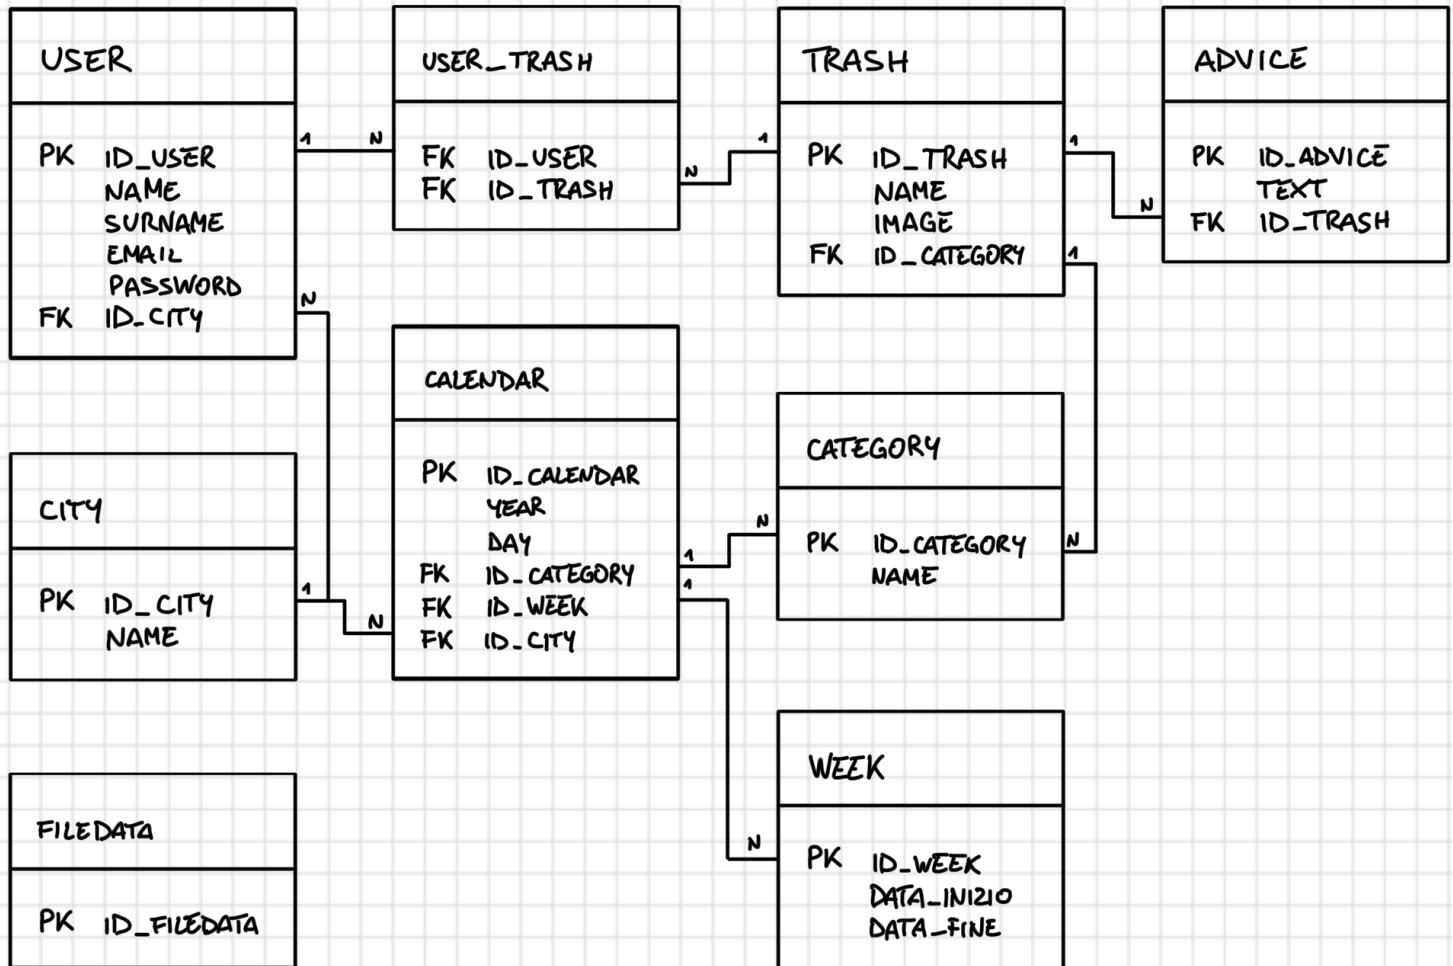 USER
PK ID_USER
NAME
SURNAME
EMAIL
PASSWORD
FK ID_CITY
1 N
N
USER_TRASH
FK ID_USER
FK ID_TRASH
N 1
TRASH
PK ID_TRASH
NAME
IMAGE
FK ID_CATEGORY
1 N
1
N
ADVICE
PK ID_ADVICE
TEXT
FK ID_TRASH
CITY
PK ID_CITY
NAME
1 N
CALENDAR
PK ID_CALENDAR
YEAR
DAY
FK ID_CATEGORY
FK ID_WEEK
FK ID_CITY
1 N
1
N
CATEGORY
PK ID_CATEGORY
NAME
FILEDATA
PK ID_FILEDATA
WEEK
PK ID_WEEK
DATA_INIZIO
DATA_FINE